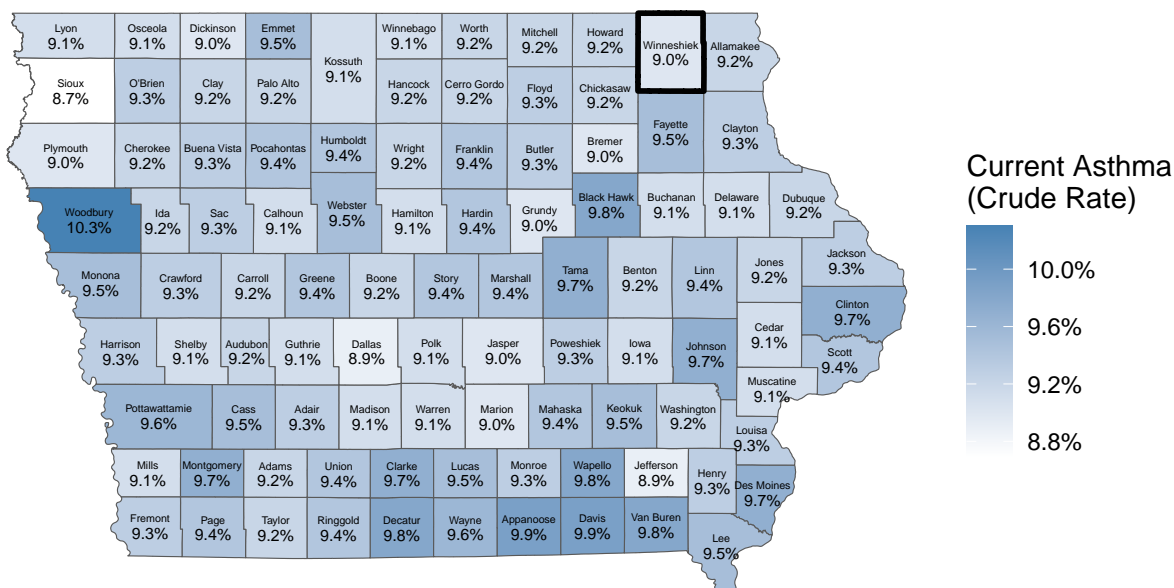 Lyon
9.1%
Osceola
9.1%
Dickinson
9.0%
Emmet
9.5%
Kossuth
9.1%
Winnebago
9.1%
Worth
9.2%
Mitchell
9.2%
Howard
9.2%
Winneshiek
9.0%
Allamakee
9.2%
Sioux
8.7%
O'Brien
9.3%
Clay
9.2%
Palo Alto
9.2%
Hancock
9.2%
Cerro Gordo
9.2%
Floyd
9.3%
Chickasaw
9.2%
Plymouth
9.0%
Cherokee
9.2%
Buena Vista
9.3%
Pocahontas
9.4%
Humboldt
9.4%
Wright
9.2%
Franklin
9.4%
Butler
9.3%
Bremer
9.0%
Fayette
9.5%
Clayton
9.3%
Woodbury
10.3%
Ida
9.2%
Sac
9.3%
Calhoun
9.1%
Webster
9.5%
Hamilton
9.1%
Hardin
9.4%
Grundy
9.0%
Black Hawk
9.8%
Buchanan
9.1%
Delaware
9.1%
Dubuque
9.2%
Monona
9.5%
Crawford
9.3%
Carroll
9.2%
Greene
9.4%
Boone
9.2%
Story
9.4%
Marshall
9.4%
Tama
9.7%
Benton
9.2%
Linn
9.4%
Jones
9.2%
Jackson
9.3%
Clinton
9.7%
Harrison
9.3%
Shelby
9.1%
Audubon
9.2%
Guthrie
9.1%
Dallas
8.9%
Polk
9.1%
Jasper
9.0%
Poweshiek
9.3%
Iowa
9.1%
Johnson
9.7%
Cedar
9.1%
Scott
9.4%
Muscatine
9.1%
Pottawattamie
9.6%
Cass
9.5%
Adair
9.3%
Madison
9.1%
Warren
9.1%
Marion
9.0%
Mahaska
9.4%
Keokuk
9.5%
Washington
9.2%
Louisa
9.3%
Mills
9.1%
Montgomery
9.7%
Adams
9.2%
Union
9.4%
Clarke
9.7%
Lucas
9.5%
Monroe
9.3%
Wapello
9.8%
Jefferson
8.9%
Henry
9.3%
Des Moines
9.7%
Fremont
9.3%
Page
9.4%
Taylor
9.2%
Ringgold
9.4%
Decatur
9.8%
Wayne
9.6%
Appanoose
9.9%
Davis
9.9%
Van Buren
9.8%
Lee
9.5%
Current Asthma
(Crude Rate)
10.0%
9.6%
9.2%
8.8%